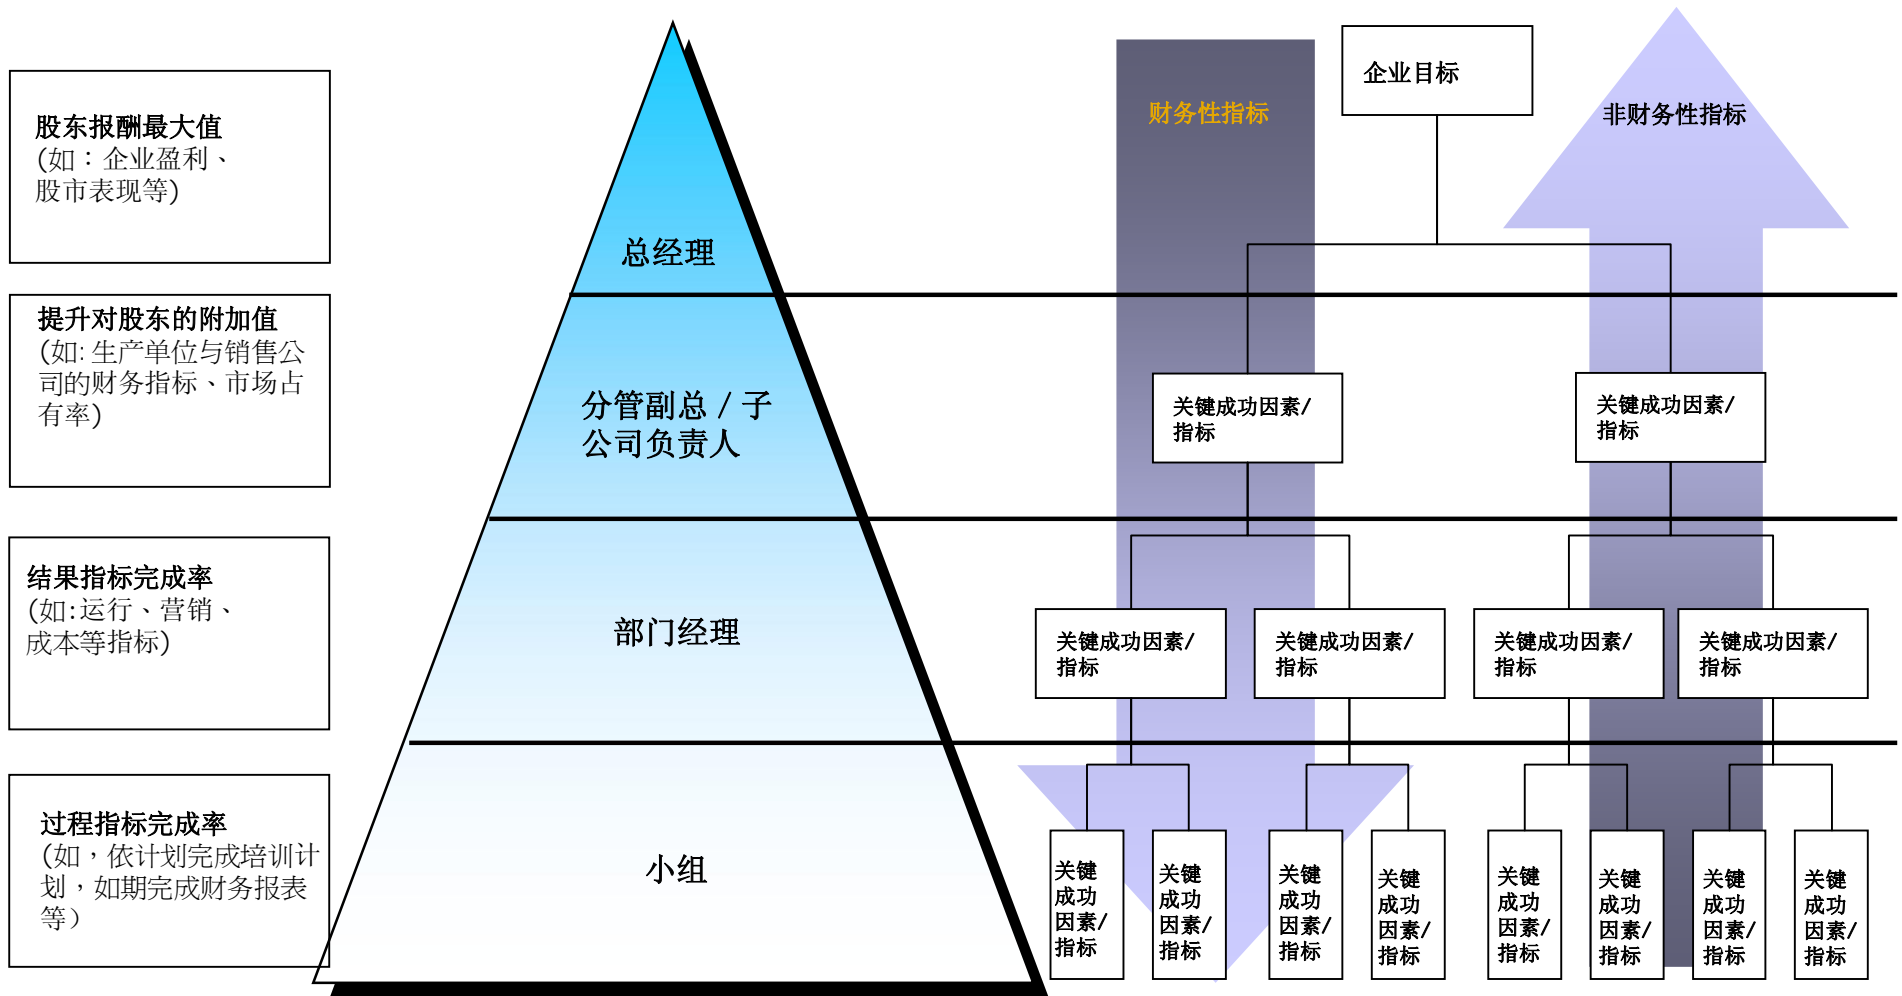 股东报酬最大值
(如：企业盈利、
股市表现等)
提升对股东的附加值
(如:生产单位与销售公
司的财务指标、市场占
有率)
结果指标完成率
(如:运行、营销、
成本等指标)
过程指标完成率
(如，依计划完成培训计
划，如期完成财务报表
等）
总经理
分管副总 / 子
公司负责人
部门经理
小组
财务性指标
企业目标
非财务性指标
关键成功因素/
指标
关键成功因素/
指标
关键成功因素/
指标
关键成功因素/
指标
关键成功因素/
指标
关键成功因素/
指标
关键
成功
因素/
指标
关键
成功
因素/
指标
关键
成功
因素/
指标
关键
成功
因素/
指标
关键
成功
因素/
指标
关键
成功
因素/
指标
关键
成功
因素/
指标
关键
成功
因素/
指标